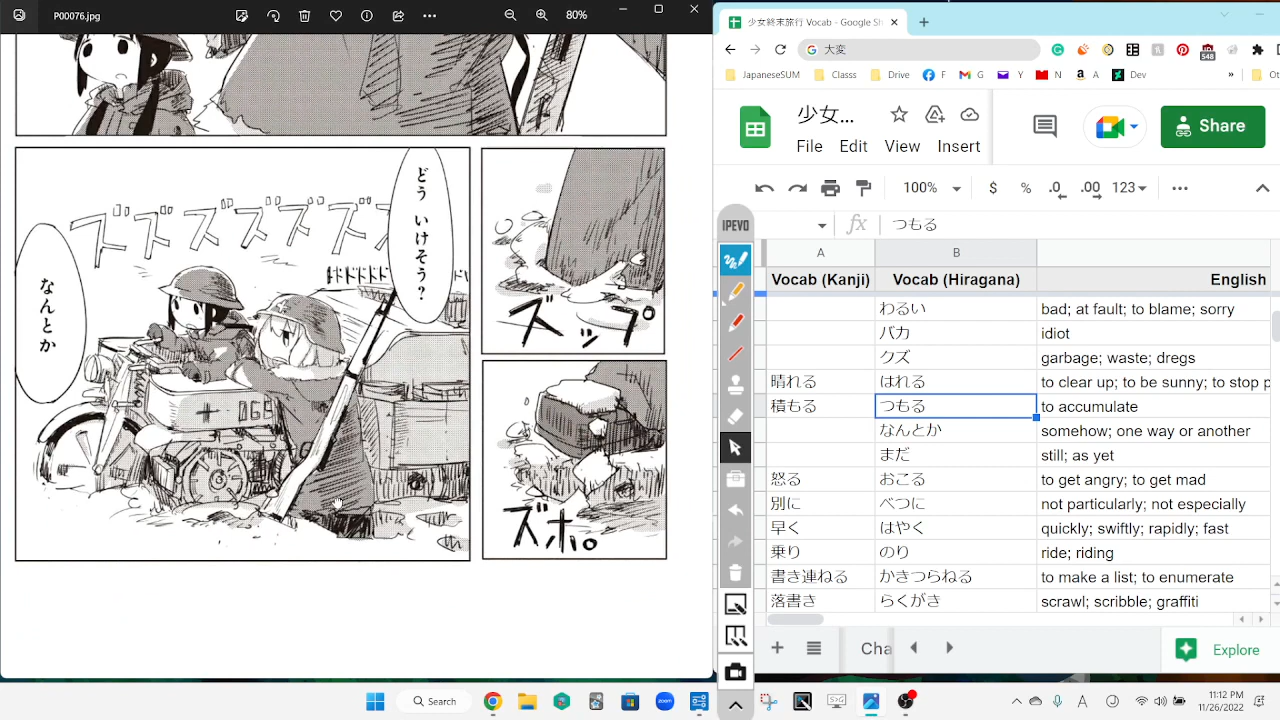 P00076.jpg
80%
どう いけそう?
なんとか
ズズズズズズズ
ズッ
ズホ。
少女終末旅行 Vocab - Google Sh
大変
548
JapaneseSUM
Classs
Drive
F
G
Y
N
A
Dev
»
少女...
File
Edit
View
Insert
Share
100%
$
%
.0
.00
123
IPEVO
fx
つもる
A
B
Vocab (Kanji)
Vocab (Hiragana)
English
わるい bad; at fault; to blame; sorry
バカ idiot
クズ garbage; waste; dregs
晴れる はれる to clear up; to be sunny; to stop
積もる つもる to accumulate
なんとか somehow; one way or another
まだ still; as yet
怒る おこる to get angry; to get mad
別に べつに not particularly; not especially
早く はやく quickly; swiftly; rapidly; fast
乗り のり ride; riding
書き連ねる かきつらねる to make a list; to enumerate
落書き らくがき scrawl; scribble; graffiti
Cha
Explore
Search
zoom
A
11:12 PM
11/26/2022